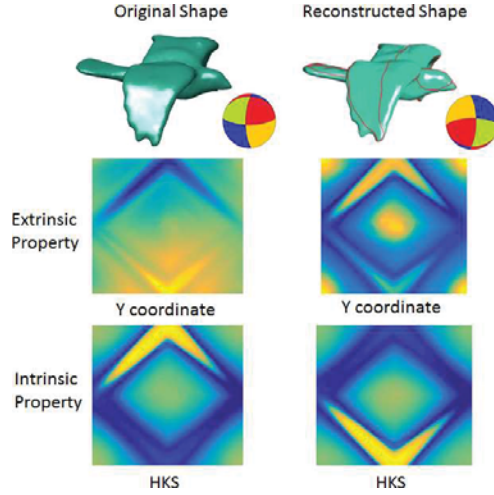 Original Shape
Reconstructed Shape
Extrinsic
Property
Y coordinate
Y coordinate
Intrinsic
Property
HKS
HKS